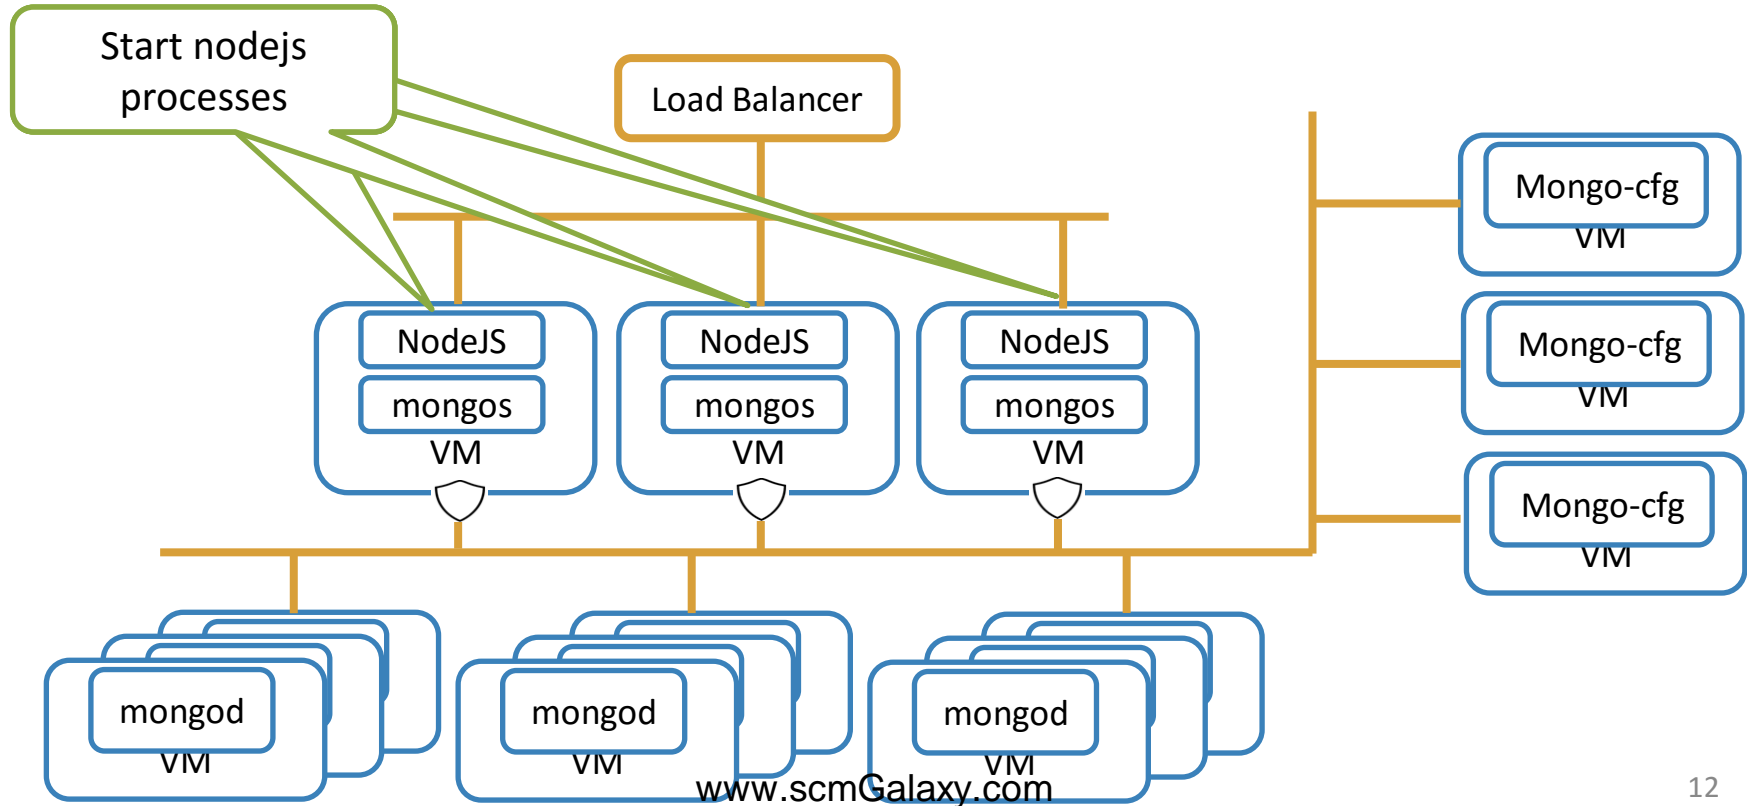 Start nodejs
processes
Load Balancer
Mongo-cfg
VM
Mongo-cfg
VM
Mongo-cfg
VM
NodeJS
mongos
VM
NodeJS
mongos
VM
NodeJS
mongos
VM
mongod
VM
mongod
VM
mongod
VM
www.scmGalaxy.com
12